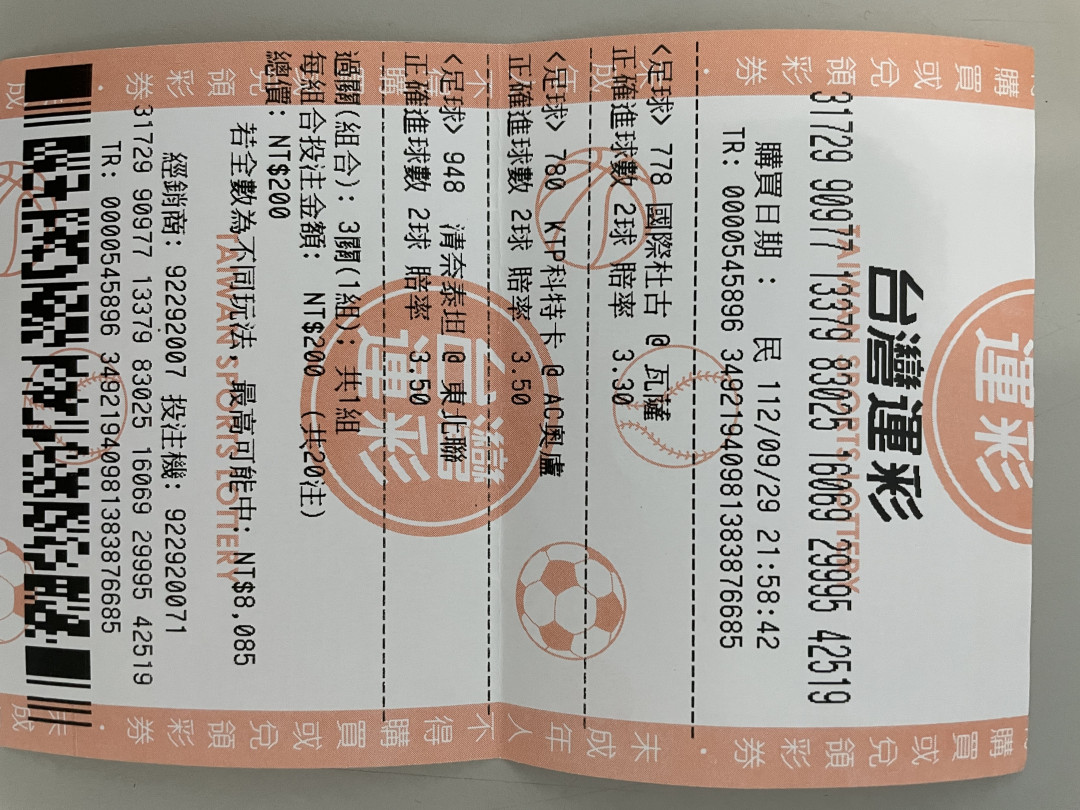 台灣運彩
31729 90977 13379 83025 16069 29995 42519
購買日期: 民 112/09/29 21:58:42
TR: 0000545896 3492194098138383876685
<足球> 778 國際杜古 @ 瓦薩
正確進球數 2球 賠率 3.30
<足球> 780 KTP科特卡 @ AC奧盧
正確進球數 2球 賠率 3.50
<足球> 948 清奈泰坦 @ 東北聯
正確進球數 2球 賠率 3.50
過關(組合): 3關(1組); 共1組
每組合投注金額: NT$200 (共20注)
總價: NT$200
若全數為不同玩法, 最高可能中: NT$8,085
經銷商: 92292007 投注機: 922920071
31729 90977 13379 83025 16069 299995 42519
TR: 0000545896 3492194098138383876685
運彩
TAIWAN SPORTS LOTTERY
台灣運彩
TAIWAN SPORTS LOTTERY
購買或兌領彩券
未成年人不得購買或兌領彩券